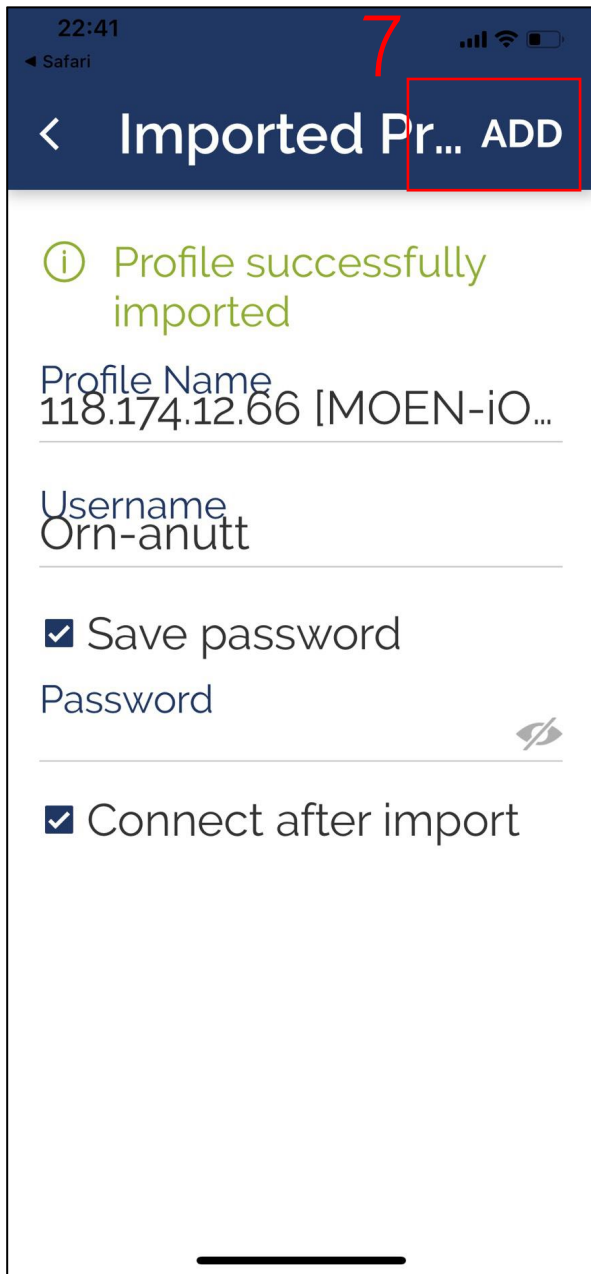 22:41
7
◀ Safari
Imported Pr... ADD
Profile successfully
imported
Profile Name
118.174.12.66 [MOEN-iO...
Username
Orn-anutt
Save password
Password
Connect after import